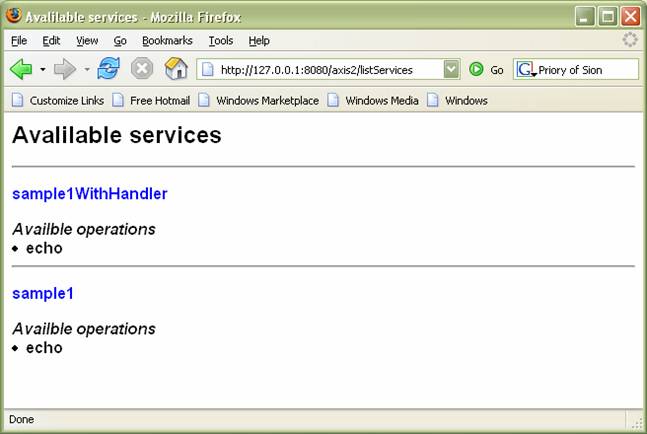 Avalilable services - Mozilla Firefox
File Edit View Go Bookmarks Tools Help
http://127.0.0.1:8080/axis2/listServices Go G Priory of Sion
Customize Links Free Hotmail Windows Marketplace Windows Media Windows
Avalilable services
sample1WithHandler
Availble operations
echo
sample1
Availble operations
echo
Done